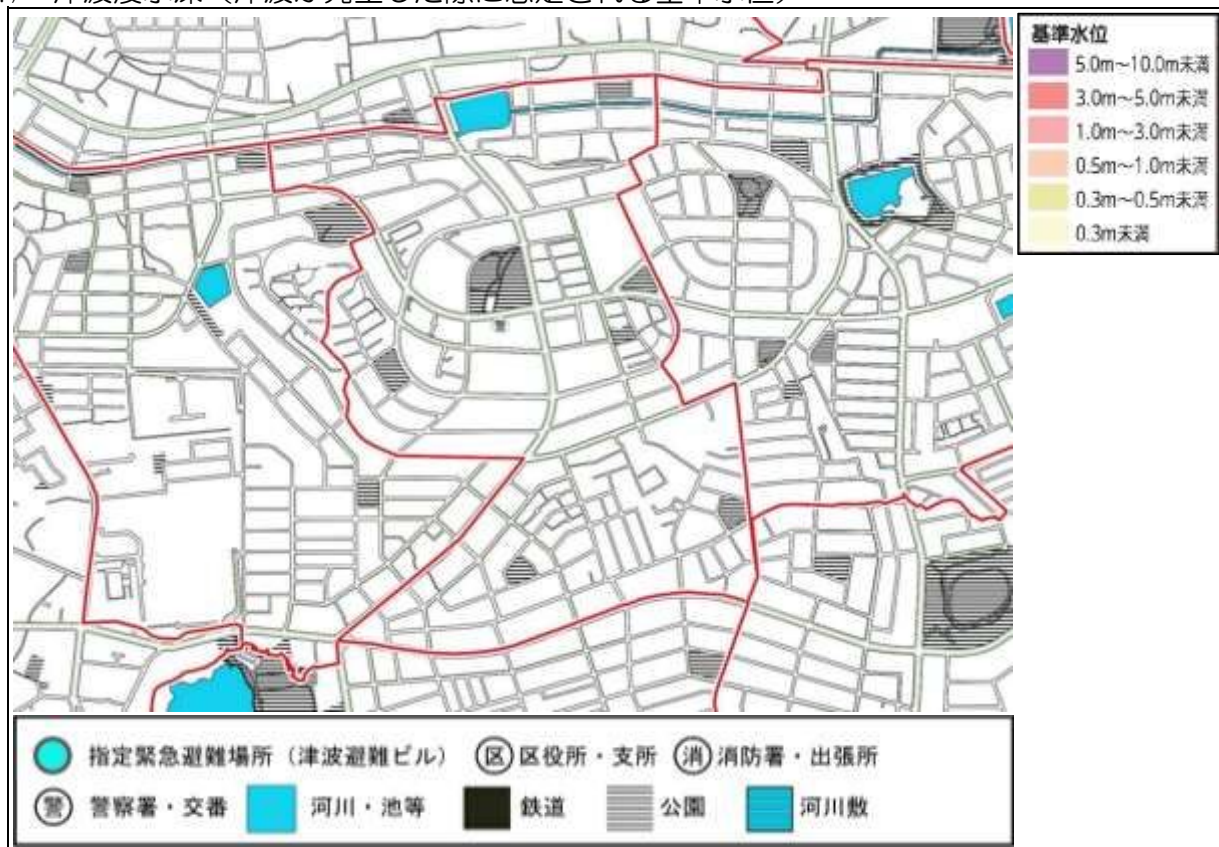 津波浸水深（津波が発生した際に想定される基準水位）
基準水位
5.0m～10.0m未満
3.0m～5.0m未満
1.0m～3.0m未満
0.5m～1.0m未満
0.3m～0.5m未満
0.3m未満
指定緊急避難場所（津波避難ビル） 区 区役所・支所 消 消防署・出張所
警 警察署・交番 河川・池等 鉄道 公園 河川敷